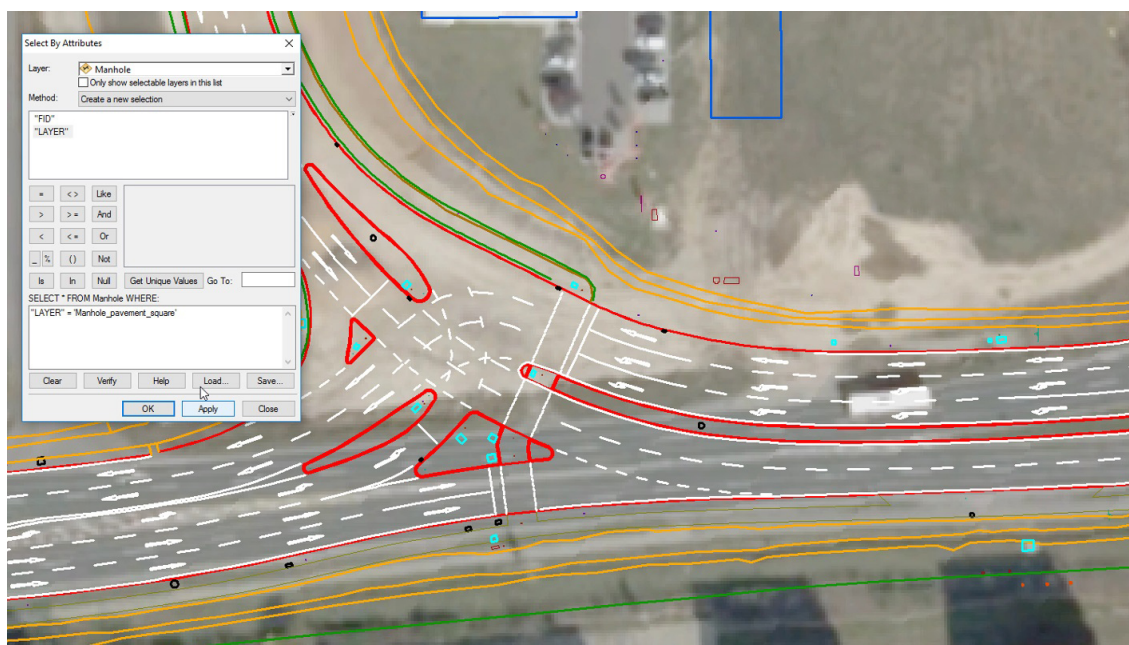 Select By Attributes
Layer: Manhole
Only show selectable layers in this list
Method: Create a new selection
"FID"
"LAYER"
= < > Like
> > = And
< < = Or
_ % () Not
Is In Null Get Unique Values Go To:
SELECT * FROM Manhole WHERE:
"LAYER" = 'Manhole_pavement_square'
Clear Verify Help Load... Save...
OK Apply Close